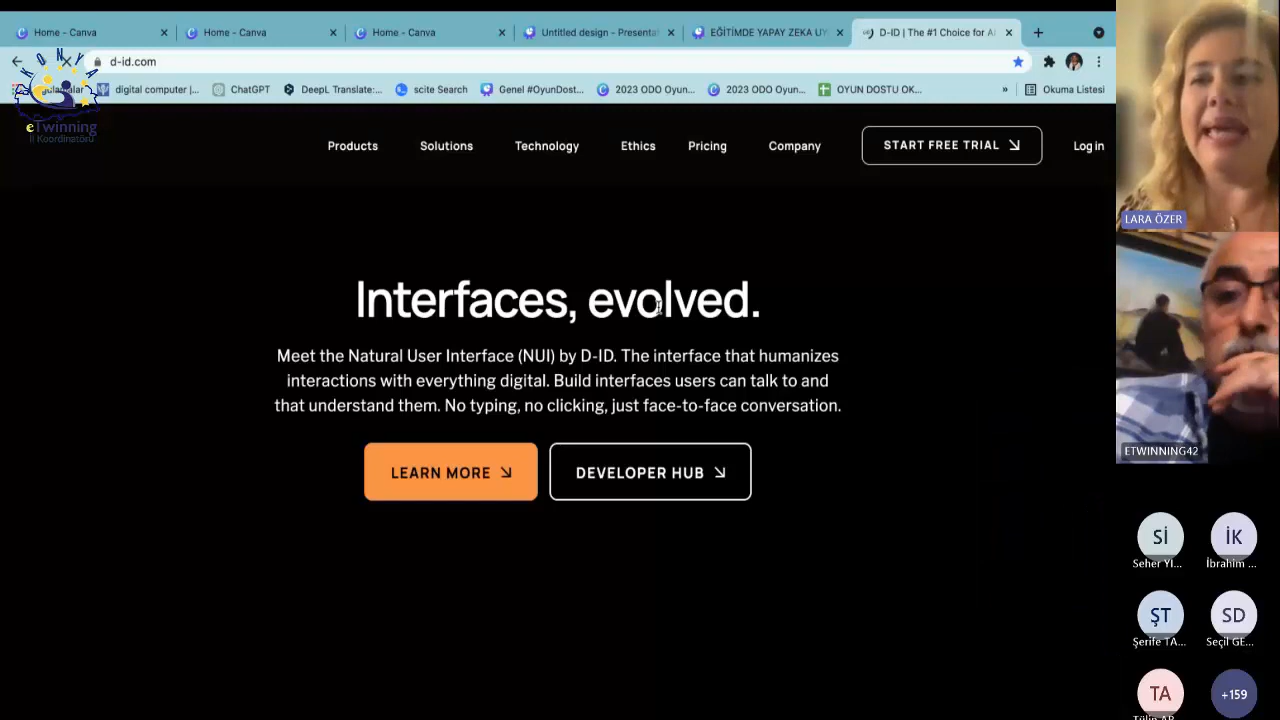 Home - Canva
Home - Canva
Home - Canva
Untitled design - Presenta
EĞİTİMDE YAPAY ZEKA UY
D-ID | The #1 Choice for A
d-id.com
digital computer |...
ChatGPT
DeepL Translate:...
scite Search
Genel #OyunDost...
2023 ODO Oyun...
2023 ODO Oyun...
OYUN DOSTU OK...
»
Okuma Listesi
KONYA
eTwinning
İl Koordinatörü
Products
Solutions
Technology
Ethics
Pricing
Company
START FREE TRIAL
Log in
Interfaces, evolved.
Meet the Natural User Interface (NUI) by D-ID. The interface that humanizes
interactions with everything digital. Build interfaces users can talk to and
that understand them. No typing, no clicking, just face-to-face conversation.
LEARN MORE
DEVELOPER HUB
LARA ÖZER
ETWINNING42
Sİ
Seher Yİ...
İK
İbrahim ...
ŞT
Şerife TA...
SD
Seçil GE...
TA
+159